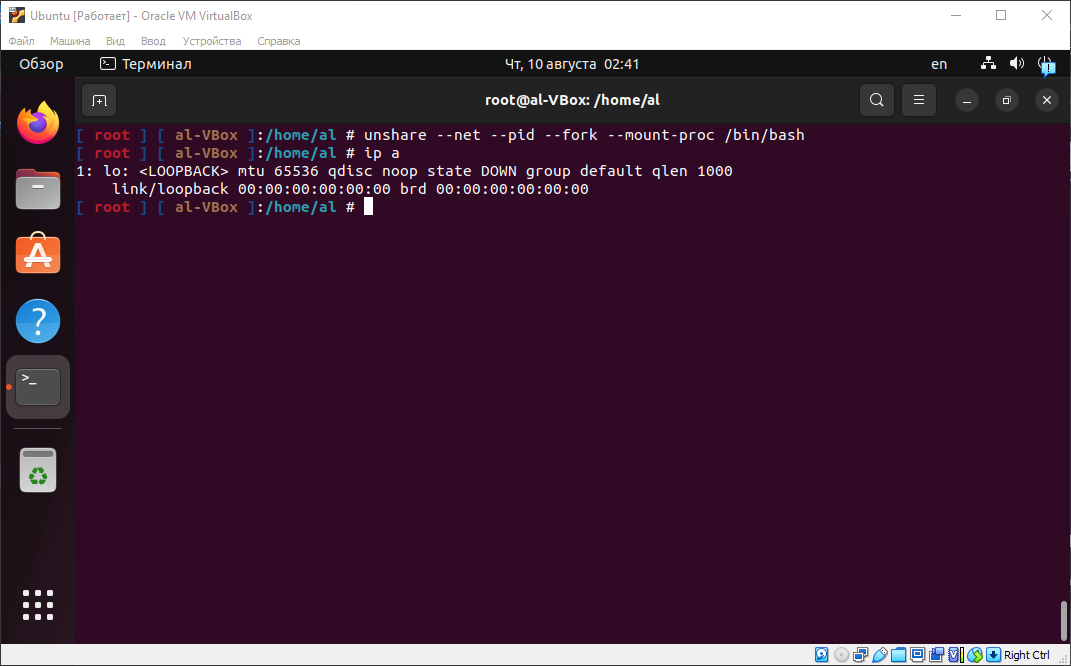 Ubuntu [Работает] - Oracle VM VirtualBox
Файл Машина Вид Ввод Устройства Справка
Обзор Терминал Чт, 10 августа 02:41 en
root@al-VBox: /home/al
[ root ] [ al-VBox ]:/home/al # unshare --net --pid --fork --mount-proc /bin/bash
[ root ] [ al-VBox ]:/home/al # ip a
1: lo: <LOOPBACK> mtu 65536 qdisc noop state DOWN group default qlen 1000
link/loopback 00:00:00:00:00:00 brd 00:00:00:00:00:00
[ root ] [ al-VBox ]:/home/al #
Right Ctrl